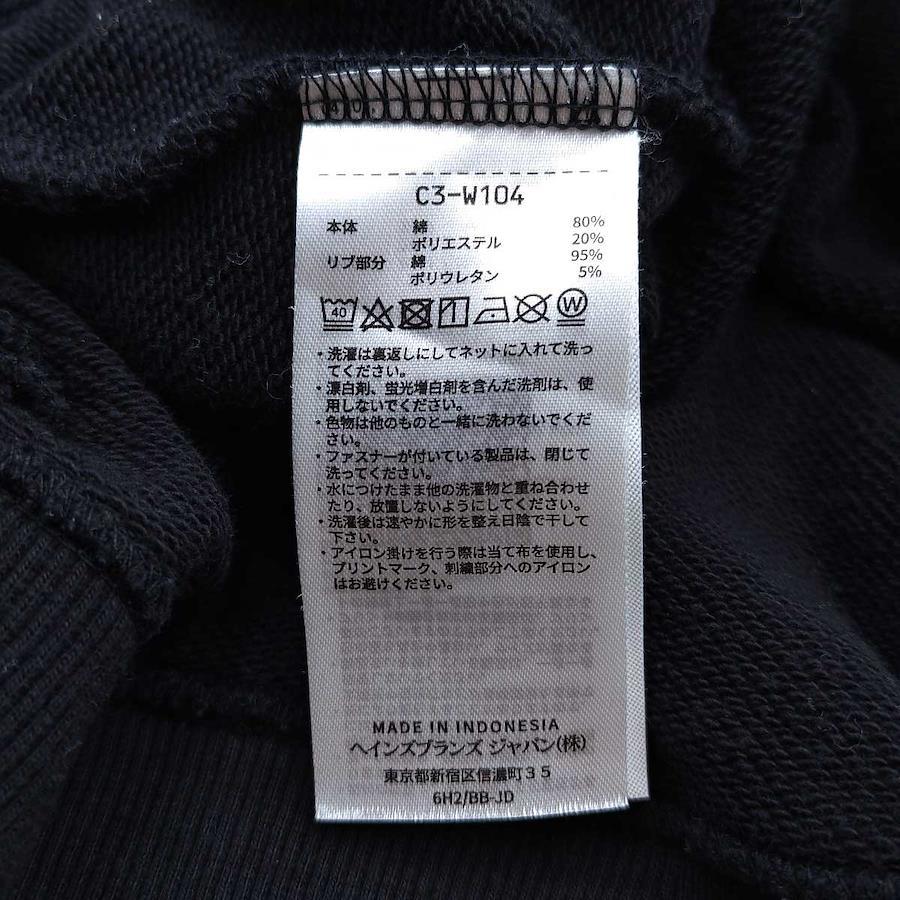 C3-W104
本体 綿 80%
ポリエステル 20%
リブ部分 綿 95%
ポリウレタン 5%
40 W
・洗濯は裏返しにしてネットに入れて洗っ
てください。
・漂白剤、蛍光増白剤を含んだ洗剤は、使
用しないでください。
・色物は他のものと一緒に洗わないでくだ
さい。
・ファスナーが付いている製品は、閉じて
洗ってください。
・水につけたまま他の洗濯物と重ね合わせ
たり、放置しないようにしてください。
・洗濯後は速やかに形を整え日陰で干して
下さい。
・アイロン掛けを行う際は当て布を使用し、
プリントマーク、刺繍部分へのアイロン
はお避けください。
MADE IN INDONESIA
ヘインズブランズ ジャパン(株)
東京都新宿区信濃町35
6H2/BB-JD